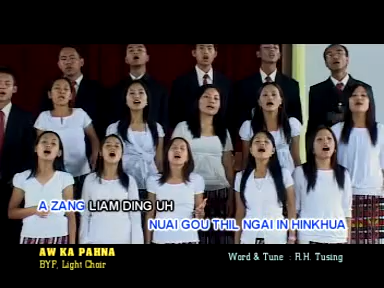 A ZANG LIAM DING UH
NUAI GOU THIL NGAI IN HINKHUA
AW KA PAHNA
BYF, Light Choir
Word & Tune : R.H. Tusing